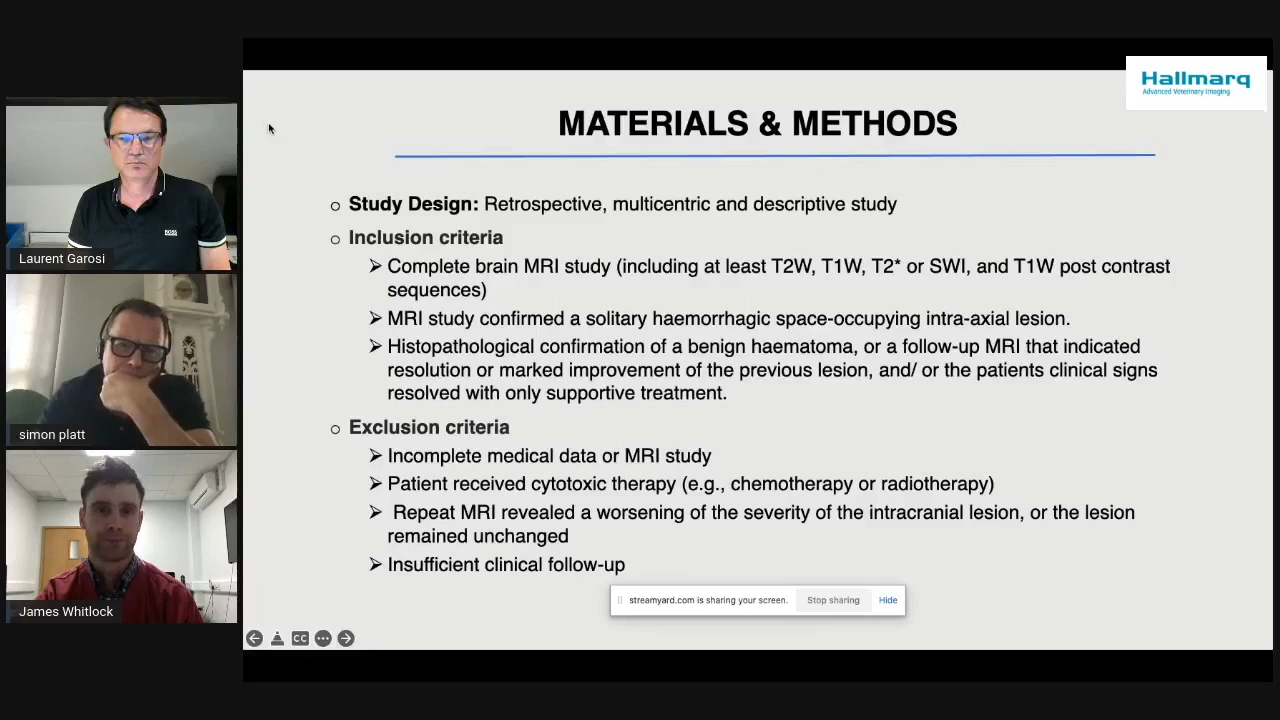 Hallmarq
Advanced Veterinary Imaging
MATERIALS & METHODS
o Study Design: Retrospective, multicentric and descriptive study
o Inclusion criteria
➢ Complete brain MRI study (including at least T2W, T1W, T2* or SWI, and T1W post contrast
sequences)
➢ MRI study confirmed a solitary haemorrhagic space-occupying intra-axial lesion.
➢ Histopathological confirmation of a benign haematoma, or a follow-up MRI that indicated
resolution or marked improvement of the previous lesion, and/ or the patients clinical signs
resolved with only supportive treatment.
o Exclusion criteria
➢ Incomplete medical data or MRI study
➢ Patient received cytotoxic therapy (e.g., chemotherapy or radiotherapy)
➢ Repeat MRI revealed a worsening of the severity of the intracranial lesion, or the lesion
remained unchanged
➢ Insufficient clinical follow-up
streamyard.com is sharing your screen. Stop sharing Hide
CC
BOSS
Laurent Garosi
simon platt
James Whitlock